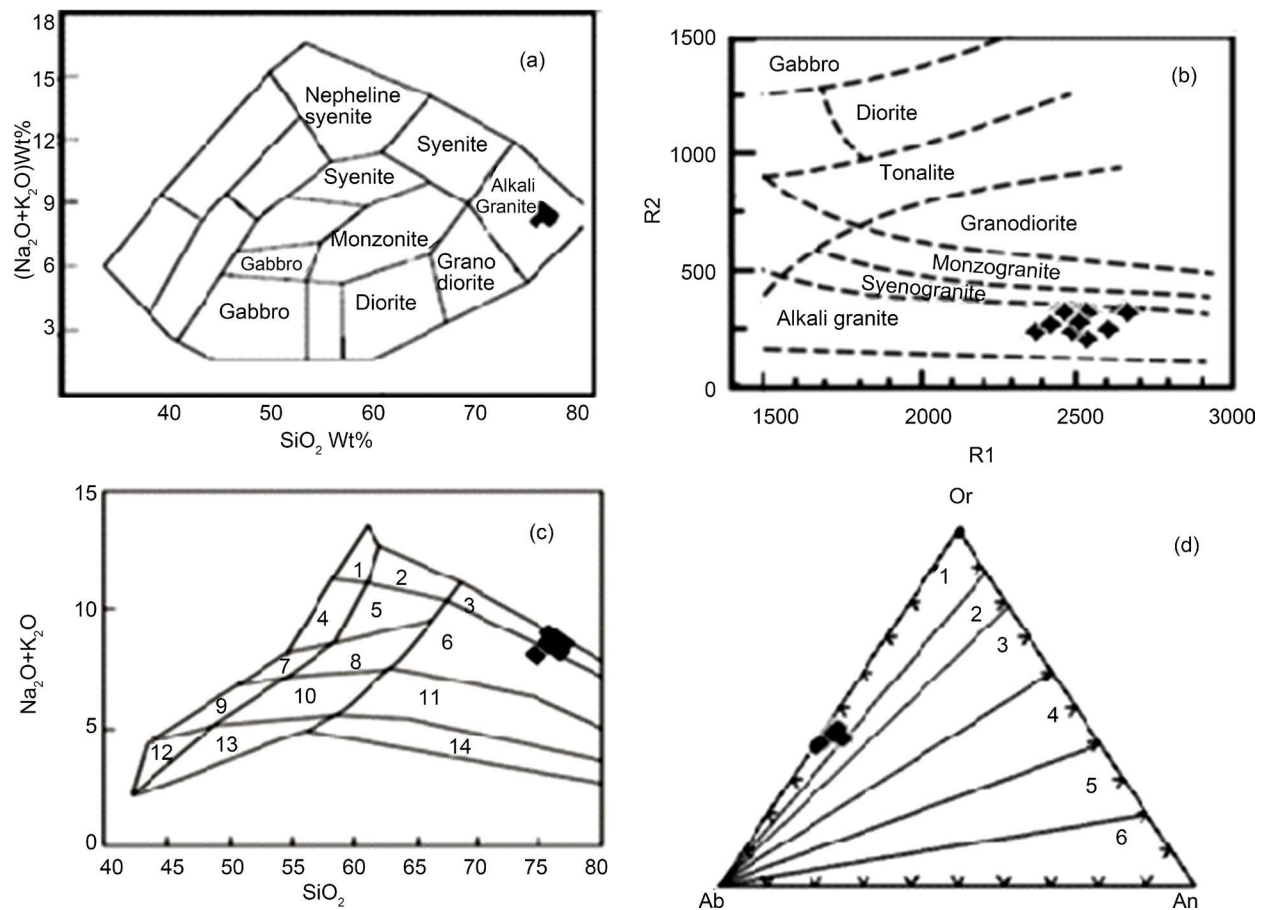 18
15
12
9
6
3
(Na2O+K2O)Wt%
(a)
Nepheline
syenite
Syenite
Syenite
Alkali
Granite
Monzonite
Gabbro
Grano
diorite
Gabbro
Diorite
40 50 60 70 80
SiO2 Wt%
1500
1000
500
0
R2
(b)
Gabbro
Diorite
Tonalite
Granodiorite
Monzogranite
Syenogranite
Alkali granite
1500 2000 2500 3000
R1
15
10
5
0
Na2O+K2O
(c)
1 2 3
4 5 6
7 8
9 10 11
12 13 14
40 45 50 55 60 65 70 75 80
SiO2
Or
(d)
1
2
3
4
5
6
Ab An